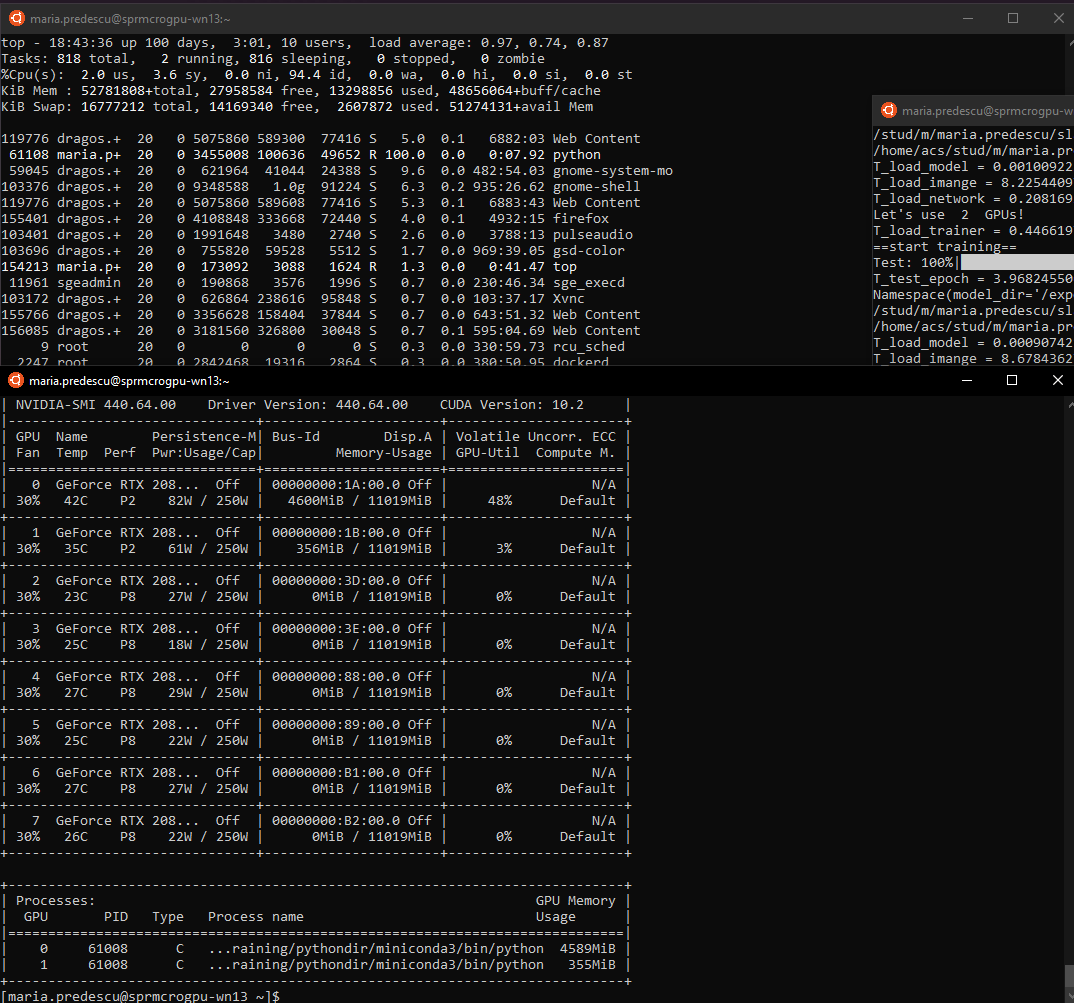 maria.predescu@sprmcrogpu-wn13:~
top - 18:43:36 up 100 days,  3:01, 10 users,  load average: 0.97, 0.74, 0.87
Tasks: 818 total,   2 running, 816 sleeping,   0 stopped,   0 zombie
%Cpu(s):  2.0 us,  3.6 sy,  0.0 ni, 94.4 id,  0.0 wa,  0.0 hi,  0.0 si,  0.0 st
KiB Mem : 52781808+total, 27958584 free, 13298856 used, 48656064+buff/cache
KiB Swap: 16777212 total, 14169340 free,  2607872 used. 51274131+avail Mem
119776 dragos.+  20   0 5075860 589300  77416 S   5.0  0.1   6882:03 Web Content
61108 maria.p+  20   0 3455008 100636  49652 R 100.0  0.0   0:07.92 python
59045 dragos.+  20   0  621964  41044  24388 S   9.6  0.0 482:54.03 gnome-system-mo
103376 dragos.+  20   0 9348588   1.0g  91224 S   6.3  0.2 935:26.62 gnome-shell
119776 dragos.+  20   0 5075860 589608  77416 S   5.3  0.1   6883:43 Web Content
155401 dragos.+  20   0 4108848 333668  72440 S   4.0  0.1   4932:15 firefox
103401 dragos.+  20   0 1991648   3480   2740 S   2.6  0.0   3788:13 pulseaudio
103696 dragos.+  20   0  755820  59528   5512 S   1.7  0.0 969:39.05 gsd-color
154213 maria.p+  20   0  173092   3088   1624 R   1.3  0.0   0:41.47 top
11961 sgeadmin  20   0  190868   3576   1996 S   0.7  0.0 230:46.34 sge_execd
103172 dragos.+  20   0  626864 238616  95848 S   0.7  0.0 103:37.17 Xvnc
155766 dragos.+  20   0 3356628 158404  37844 S   0.7  0.0 643:51.32 Web Content
156085 dragos.+  20   0 3181560 326800  30048 S   0.7  0.1 595:04.69 Web Content
9 root      20   0       0      0      0 S   0.3  0.0 330:59.73 rcu_sched
2247 root      20   0 2842468  19316   2864 S   0.3  0.0 380:50.95 dockerd
maria.predescu@sprmcrogpu-w
/stud/m/maria.predescu/sl
/home/acs/stud/m/maria.pr
T_load_model = 0.00100922
T_load_imange = 8.2254409
T_load_network = 0.208169
Let's use  2  GPUs!
T_load_trainer = 0.446619
==start training==
Test: 100%|
T_test_epoch = 3.96824550
Namespace(model_dir='/exp
/stud/m/maria.predescu/sl
/home/acs/stud/m/maria.pr
T_load_model = 0.00090742
T_load_imange = 8.6784362
maria.predescu@sprmcrogpu-wn13:~
| NVIDIA-SMI 440.64.00    Driver Version: 440.64.00    CUDA Version: 10.2     |
|-------------------------------+----------------------+----------------------+
| GPU  Name        Persistence-M| Bus-Id        Disp.A | Volatile Uncorr. ECC |
| Fan  Temp  Perf  Pwr:Usage/Cap|         Memory-Usage | GPU-Util  Compute M. |
|===============================+======================+======================|
|   0  GeForce RTX 208...  Off  | 00000000:1A:00.0 Off |                  N/A |
| 30%   42C    P2    82W / 250W |   4600MiB / 11019MiB |     48%      Default |
+-------------------------------+----------------------+----------------------+
|   1  GeForce RTX 208...  Off  | 00000000:1B:00.0 Off |                  N/A |
| 30%   35C    P2    61W / 250W |    356MiB / 11019MiB |      3%      Default |
+-------------------------------+----------------------+----------------------+
|   2  GeForce RTX 208...  Off  | 00000000:3D:00.0 Off |                  N/A |
| 30%   23C    P8    27W / 250W |      0MiB / 11019MiB |      0%      Default |
+-------------------------------+----------------------+----------------------+
|   3  GeForce RTX 208...  Off  | 00000000:3E:00.0 Off |                  N/A |
| 30%   25C    P8    18W / 250W |      0MiB / 11019MiB |      0%      Default |
+-------------------------------+----------------------+----------------------+
|   4  GeForce RTX 208...  Off  | 00000000:88:00.0 Off |                  N/A |
| 30%   27C    P8    29W / 250W |      0MiB / 11019MiB |      0%      Default |
+-------------------------------+----------------------+----------------------+
|   5  GeForce RTX 208...  Off  | 00000000:89:00.0 Off |                  N/A |
| 30%   25C    P8    22W / 250W |      0MiB / 11019MiB |      0%      Default |
+-------------------------------+----------------------+----------------------+
|   6  GeForce RTX 208...  Off  | 00000000:B1:00.0 Off |                  N/A |
| 30%   27C    P8    27W / 250W |      0MiB / 11019MiB |      0%      Default |
+-------------------------------+----------------------+----------------------+
|   7  GeForce RTX 208...  Off  | 00000000:B2:00.0 Off |                  N/A |
| 30%   26C    P8    22W / 250W |      0MiB / 11019MiB |      0%      Default |
+-------------------------------+----------------------+----------------------+
+-----------------------------------------------------------------------------+
| Processes:                                                       GPU Memory |
|  GPU       PID   Type   Process name                             Usage      |
|=============================================================================|
|    0     61008      C   ...raining/pythondir/miniconda3/bin/python  4589MiB |
|    1     61008      C   ...raining/pythondir/miniconda3/bin/python   355MiB |
+-----------------------------------------------------------------------------+
[maria.predescu@sprmcrogpu-wn13 ~]$